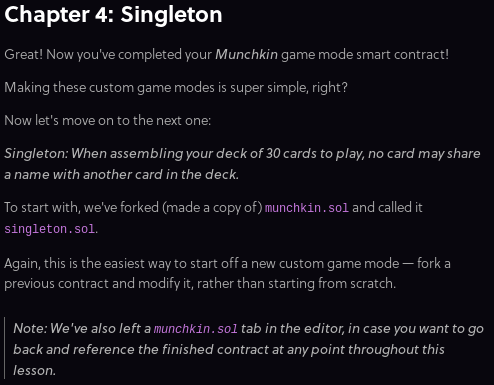 Chapter 4: Singleton
Great! Now you've completed your Munchkin game mode smart contract!
Making these custom game modes is super simple, right?
Now let's move on to the next one:
Singleton: When assembling your deck of 30 cards to play, no card may share
a name with another card in the deck.
To start with, we've forked (made a copy of) munchkin.sol and called it
singleton.sol.
Again, this is the easiest way to start off a new custom game mode — fork a
previous contract and modify it, rather than starting from scratch.
Note: We've also left a munchkin.sol tab in the editor, in case you want to go
back and reference the finished contract at any point throughout this
lesson.